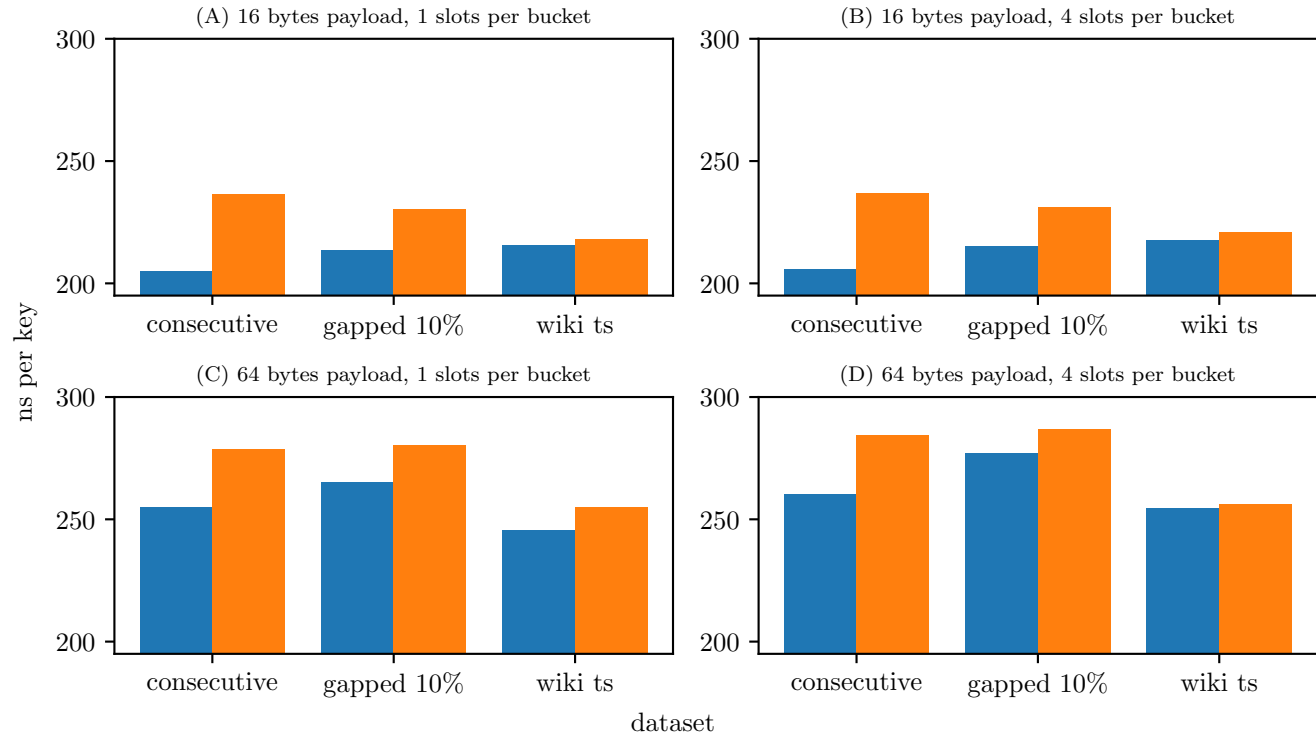 (A) 16 bytes payload, 1 slots per bucket
300
250
200
consecutive
gapped 10%
wiki ts
(B) 16 bytes payload, 4 slots per bucket
300
250
200
consecutive
gapped 10%
wiki ts
ns per key
(C) 64 bytes payload, 1 slots per bucket
300
250
200
consecutive
gapped 10%
wiki ts
(D) 64 bytes payload, 4 slots per bucket
300
250
200
consecutive
gapped 10%
wiki ts
dataset